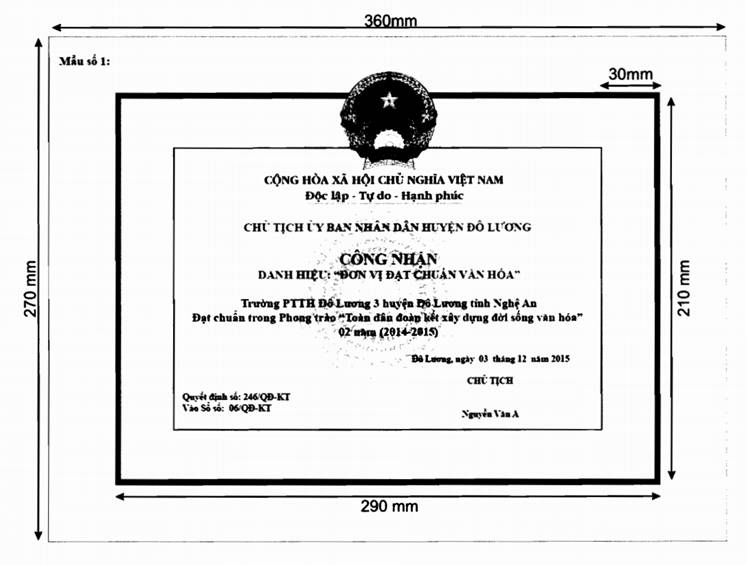 360mm
Mẫu số 1:
30mm
CỘNG HÒA XÃ HỘI CHỦ NGHĨA VIỆT NAM
Độc lập - Tự do - Hạnh phúc
CHỦ TỊCH ỦY BAN NHÂN DÂN HUYỆN ĐÔ LƯƠNG
CÔNG NHẬN
DANH HIỆU: “ĐƠN VỊ ĐẠT CHUẨN VĂN HÓA”
Trường PTTH Đô Lương 3 huyện Đô Lương tỉnh Nghệ An
Đạt chuẩn trong Phong trào “Toàn dân đoàn kết xây dựng đời sống văn hóa”
02 năm (2014-2015)
Đô Lương, ngày 03 tháng 12 năm 2015
CHỦ TỊCH
Quyết định số: 246/QĐ-KT
Vào Sổ số: 06/QĐ-KT
Nguyễn Văn A
270 mm
210 mm
290 mm